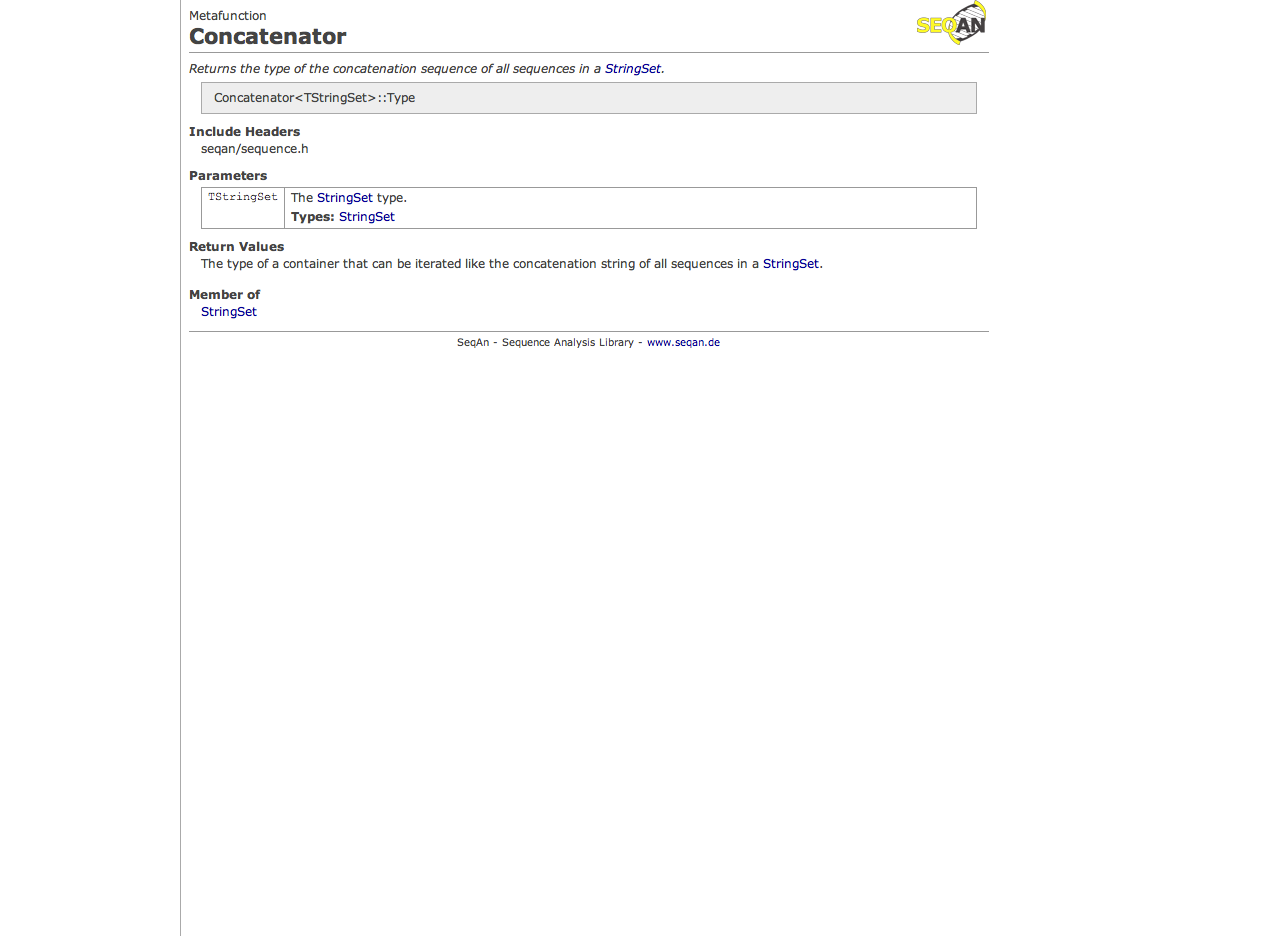 Metafunction
Concatenator
SEQAN
Returns the type of the concatenation sequence of all sequences in a StringSet.
Concatenator<TStringSet>::Type
Include Headers
seqan/sequence.h
Parameters
TStringSet The StringSet type.
Types: StringSet
Return Values
The type of a container that can be iterated like the concatenation string of all sequences in a StringSet.
Member of
StringSet
SeqAn - Sequence Analysis Library - www.seqan.de